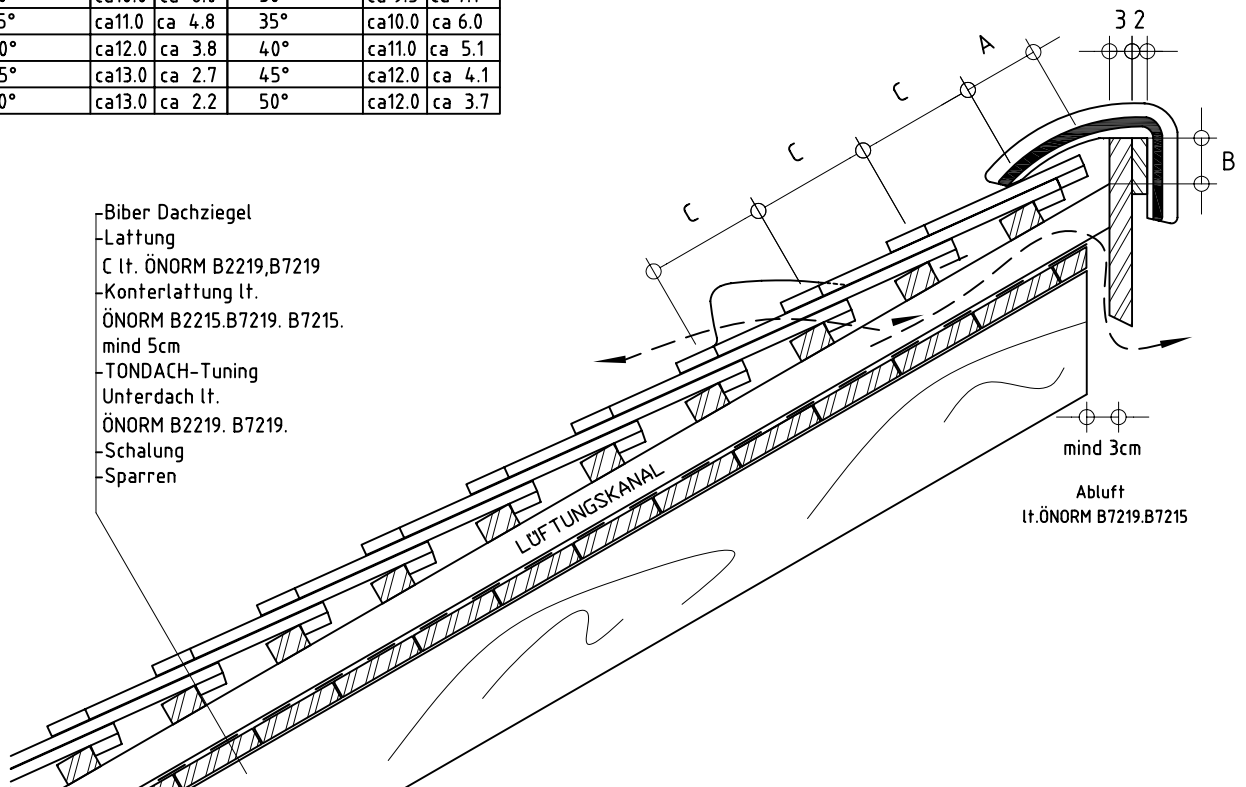 5° ca11.0 ca 4.8 35° ca10.0 ca 6.0
0° ca12.0 ca 3.8 40° ca11.0 ca 5.1
5° ca13.0 ca 2.7 45° ca12.0 ca 4.1
0° ca13.0 ca 2.2 50° ca12.0 ca 3.7
3 2
A
C
C
C
B
-Biber Dachziegel
-Lattung
C lt. ÖNORM B2219,B7219
-Konterlattung lt.
ÖNORM B2215.B7219. B7215.
mind 5cm
-TONDACH-Tuning
Unterdach lt.
ÖNORM B2219. B7219.
-Schalung
-Sparren
LÜFTUNGSKANAL
mind 3cm
Abluft
lt.ÖNORM B7219.B7215